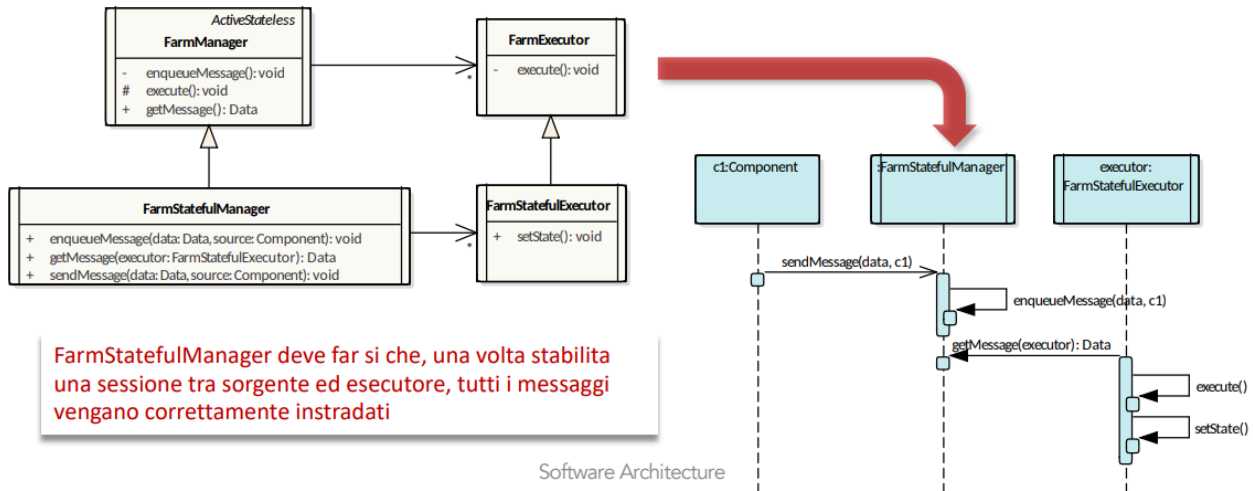 ActiveStateless
FarmManager
- enqueueMessage(): void
# execute(): void
+ getMessage(): Data
*
FarmExecutor
- execute(): void
FarmStatefulManager
+ enqueueMessage(data: Data, source: Component): void
+ getMessage(executor: FarmStatefulExecutor): Data
+ sendMessage(data: Data, source: Component): void
*
FarmStatefulExecutor
+ setState(): void
FarmStatefulManager deve far si che, una volta stabilita
una sessione tra sorgente ed esecutore, tutti i messaggi
vengano correttamente instradati
c1:Component
:FarmStatefulManager
executor:
FarmStatefulExecutor
sendMessage(data, c1)
enqueueMessage(data, c1)
getMessage(executor): Data
execute()
setState()
Software Architecture